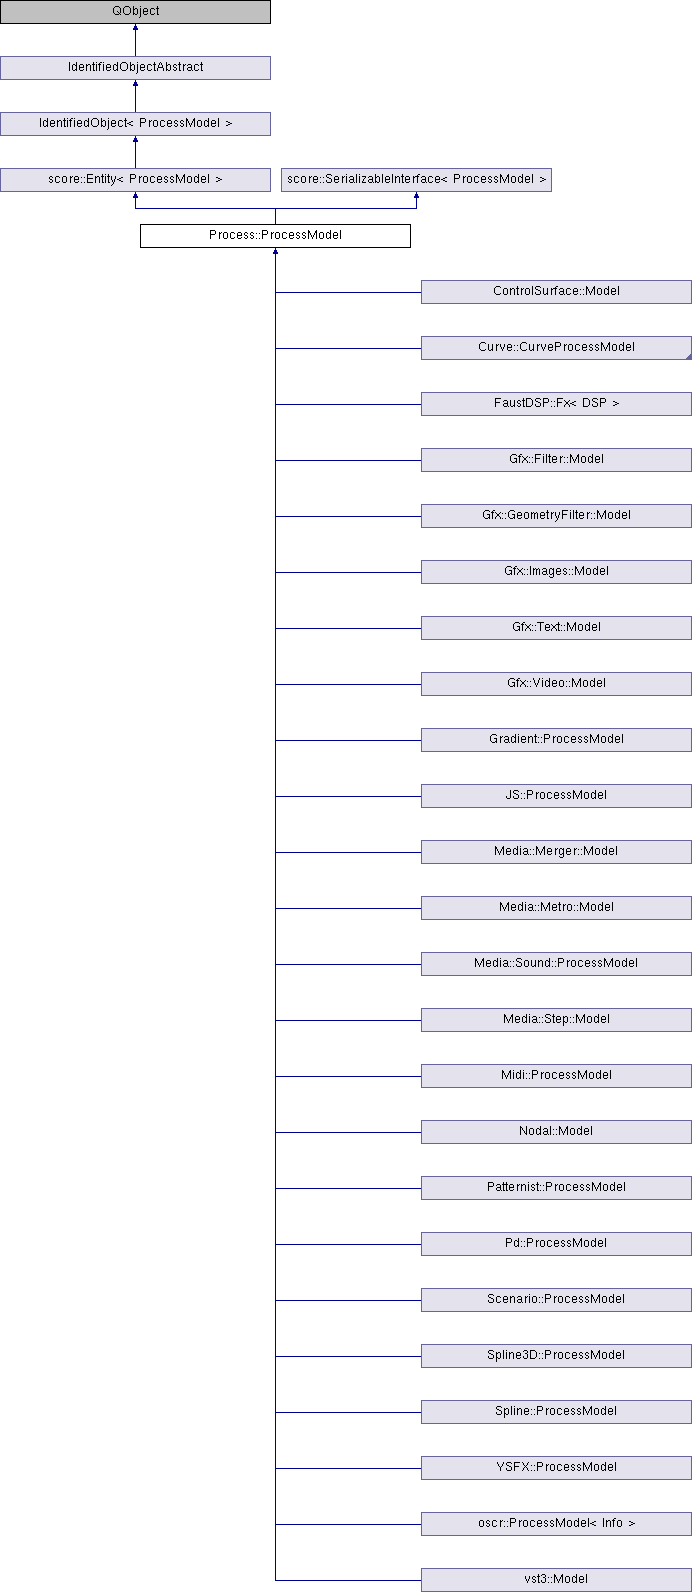 QObject
IdentifiedObjectAbstract
IdentifiedObject< ProcessModel >
score::Entity< ProcessModel >
score::SerializableInterface< ProcessModel >
Process::ProcessModel
ControlSurface::Model
Curve::CurveProcessModel
FaustDSP::Fx< DSP >
Gfx::Filter::Model
Gfx::GeometryFilter::Model
Gfx::Images::Model
Gfx::Text::Model
Gfx::Video::Model
Gradient::ProcessModel
JS::ProcessModel
Media::Merger::Model
Media::Metro::Model
Media::Sound::ProcessModel
Media::Step::Model
Midi::ProcessModel
Nodal::Model
Patternist::ProcessModel
Pd::ProcessModel
Scenario::ProcessModel
Spline3D::ProcessModel
Spline::ProcessModel
YSFX::ProcessModel
oscr::ProcessModel< Info >
vst3::Model